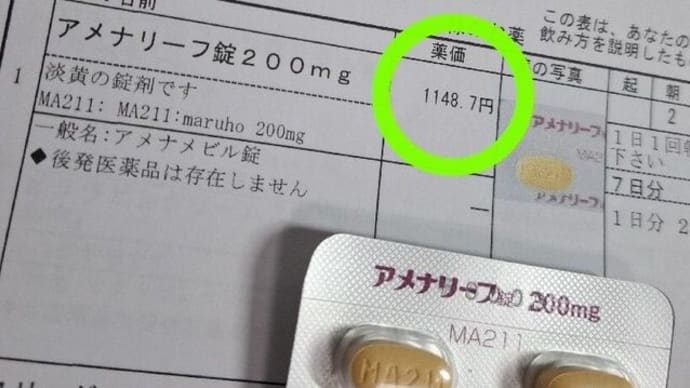 名前
この表は、あなたの
飲み方を説明したも
アメナリーフ錠200mg
薬価
の写真
起
朝
1
淡黄の錠剤です
1148.7円
アメナリーフ
2
MA211: MA211:maruho 200mg
MA21
1日1回朝
下さい
一般名:アメナメビル錠
アメナリーフ
7日分
◆後発医薬品は存在しません
―
1日分 2
アメナリーフ錠 200mg
MA211
MA211